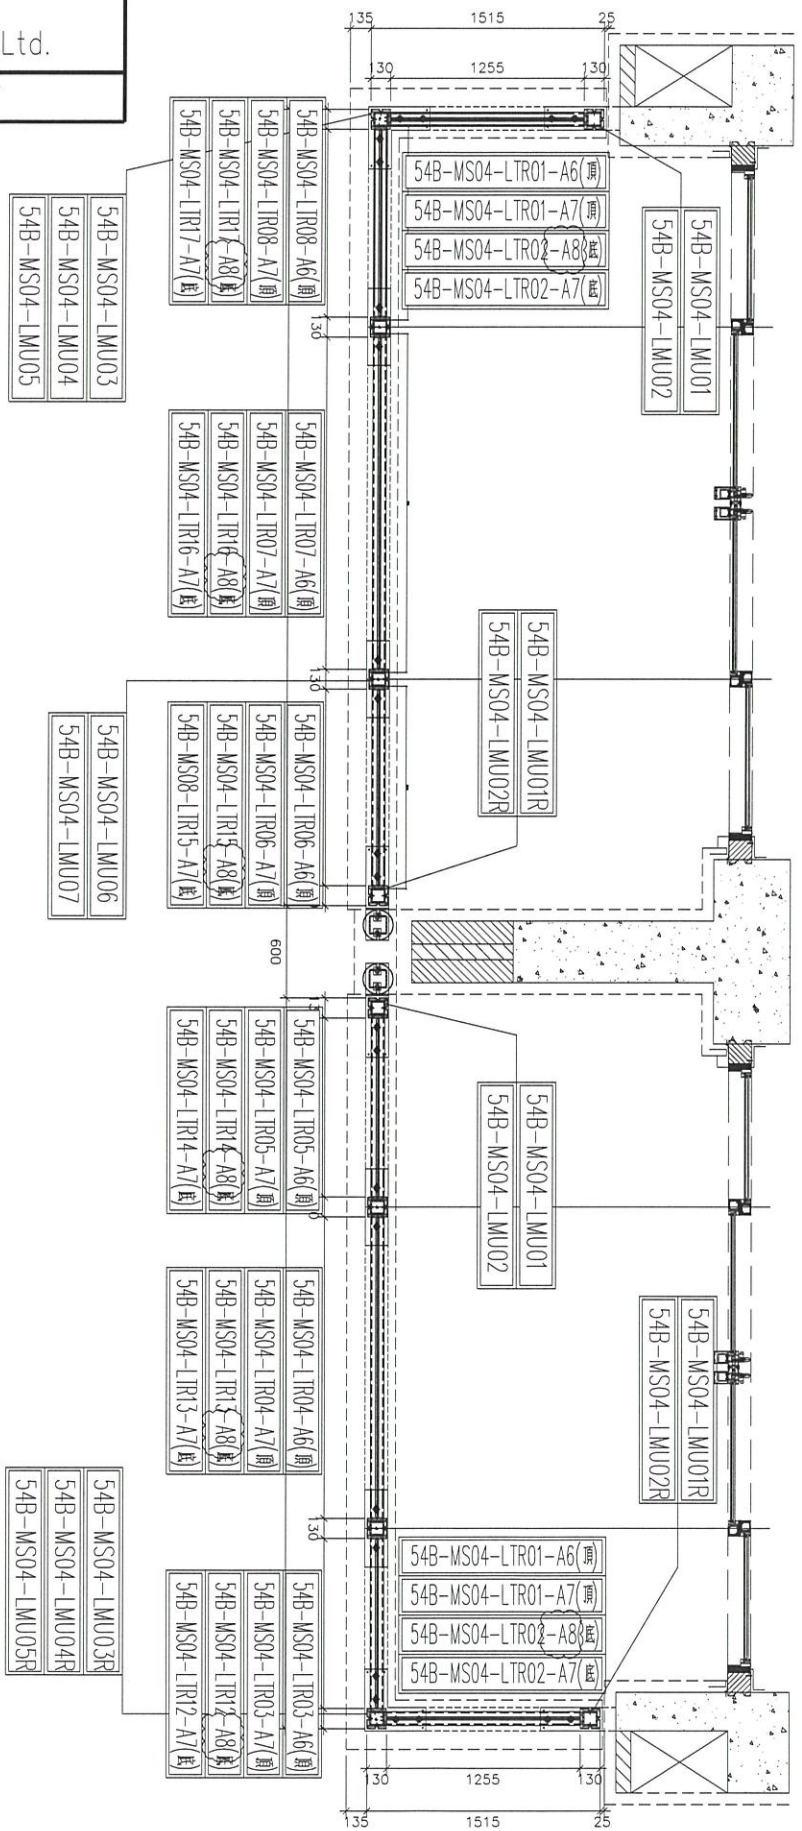 Ltd.
135
1515
25
130
1255
130
54B-MS04-LTR01-A6(頂)
54B-MS04-LTR01-A7(頂)
54B-MS04-LTR02-A8(底)
54B-MS04-LTR02-A7(底)
54B-MS04-LMU01
54B-MS04-LMU02
54B-MS04-LTR08-A6(頂
54B-MS04-LTR08-A7(頂
54B-MS04-LTR17-A8(底
54B-MS04-LTR17-A7(底
54B-MS04-LMU03
54B-MS04-LMU04
54B-MS04-LMU05
130
54B-MS04-LTR07-A6(頂
54B-MS04-LTR07-A7(頂
54B-MS04-LTR16-A8(底
54B-MS04-LTR16-A7(底
54B-MS04-LMU01R
54B-MS04-LMU02R
130
54B-MS04-LTR06-A6(頂
54B-MS04-LTR06-A7(頂
54B-MS04-LTR15-A8(底
54B-MS08-LTR15-A7(底
54B-MS04-LMU06
54B-MS04-LMU07
600
54B-MS04-LTR05-A6(頂
54B-MS04-LTR05-A7(頂
54B-MS04-LTR14-A8(底
54B-MS04-LTR14-A7(底
54B-MS04-LMU01
54B-MS04-LMU02
54B-MS04-LTR04-A6(頂
54B-MS04-LTR04-A7(頂
54B-MS04-LTR13-A8(底
54B-MS04-LTR13-A7(底
54B-MS04-LMU01R
54B-MS04-LMU02R
130
54B-MS04-LTR01-A6(頂)
54B-MS04-LTR01-A7(頂)
54B-MS04-LTR02-A8(底)
54B-MS04-LTR02-A7(底)
54B-MS04-LTR03-A6(頂
54B-MS04-LTR03-A7(頂
54B-MS04-LTR12-A8(底
54B-MS04-LTR12-A7(底
54B-MS04-LMU03R
54B-MS04-LMU04R
54B-MS04-LMU05R
130
1255
130
135
1515
25